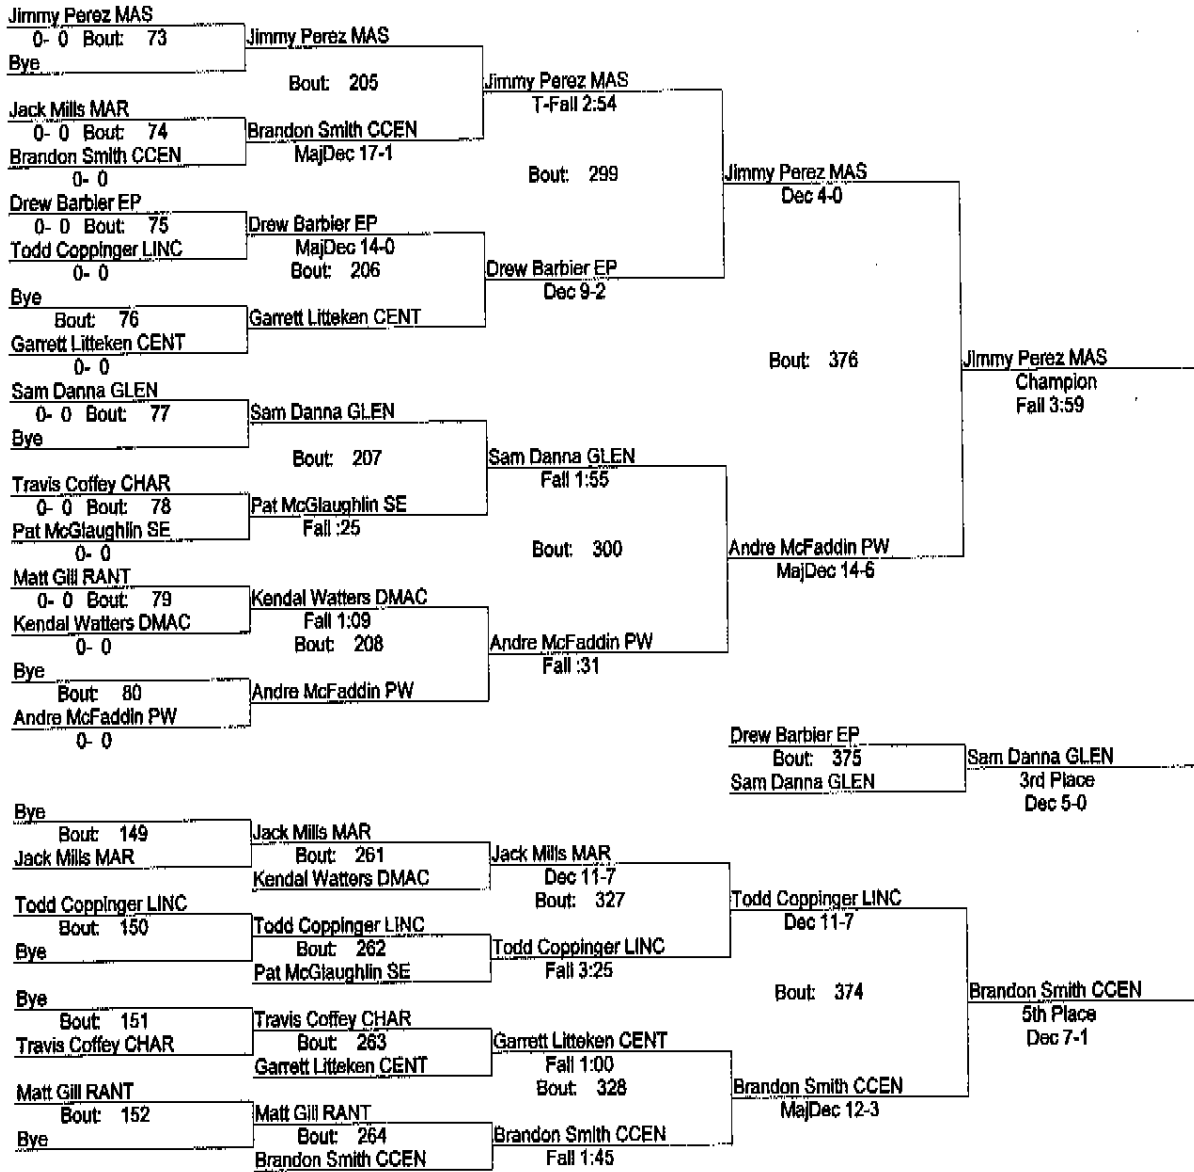 Jimmy Perez MAS
0- 0 Bout: 73
Bye
Jimmy Perez MAS
Bout: 205
Jack Mills MAR
0- 0 Bout: 74
Brandon Smith CCEN
0- 0
Brandon Smith CCEN
MajDec 17-1
Jimmy Perez MAS
T-Fall 2:54
Bout: 299
Drew Barbier EP
0- 0 Bout: 75
Todd Coppinger LINC
0- 0
Drew Barbier EP
MajDec 14-0
Bout: 206
Bye
Bout: 76
Garrett Litteken CENT
0- 0
Garrett Litteken CENT
Drew Barbier EP
Dec 9-2
Jimmy Perez MAS
Dec 4-0
Bout: 376
Jimmy Perez MAS
Champion
Fall 3:59
Sam Danna GLEN
0- 0 Bout: 77
Bye
Sam Danna GLEN
Bout: 207
Travis Coffey CHAR
0- 0 Bout: 78
Pat McGlaughlin SE
0- 0
Pat McGlaughlin SE
Fall :25
Sam Danna GLEN
Fall 1:55
Bout: 300
Matt Gill RANT
0- 0 Bout: 79
Kendal Watters DMAC
0- 0
Kendal Watters DMAC
Fall 1:09
Bout: 208
Bye
Bout: 80
Andre McFaddin PW
0- 0
Andre McFaddin PW
Andre McFaddin PW
Fall :31
Andre McFaddin PW
MajDec 14-6
Drew Barbier EP
Bout: 375
Sam Danna GLEN
Sam Danna GLEN
3rd Place
Dec 5-0
Bye
Bout: 149
Jack Mills MAR
Jack Mills MAR
Bout: 261
Kendal Watters DMAC
Jack Mills MAR
Dec 11-7
Bout: 327
Todd Coppinger LINC
Bout: 150
Bye
Todd Coppinger LINC
Bout: 262
Pat McGlaughlin SE
Todd Coppinger LINC
Fall 3:25
Todd Coppinger LINC
Dec 11-7
Bout: 374
Bye
Bout: 151
Travis Coffey CHAR
Travis Coffey CHAR
Bout: 263
Garrett Litteken CENT
Garrett Litteken CENT
Fall 1:00
Bout: 328
Matt Gill RANT
Bout: 152
Bye
Matt Gill RANT
Bout: 264
Brandon Smith CCEN
Brandon Smith CCEN
Fall 1:45
Brandon Smith CCEN
MajDec 12-3
Brandon Smith CCEN
5th Place
Dec 7-1